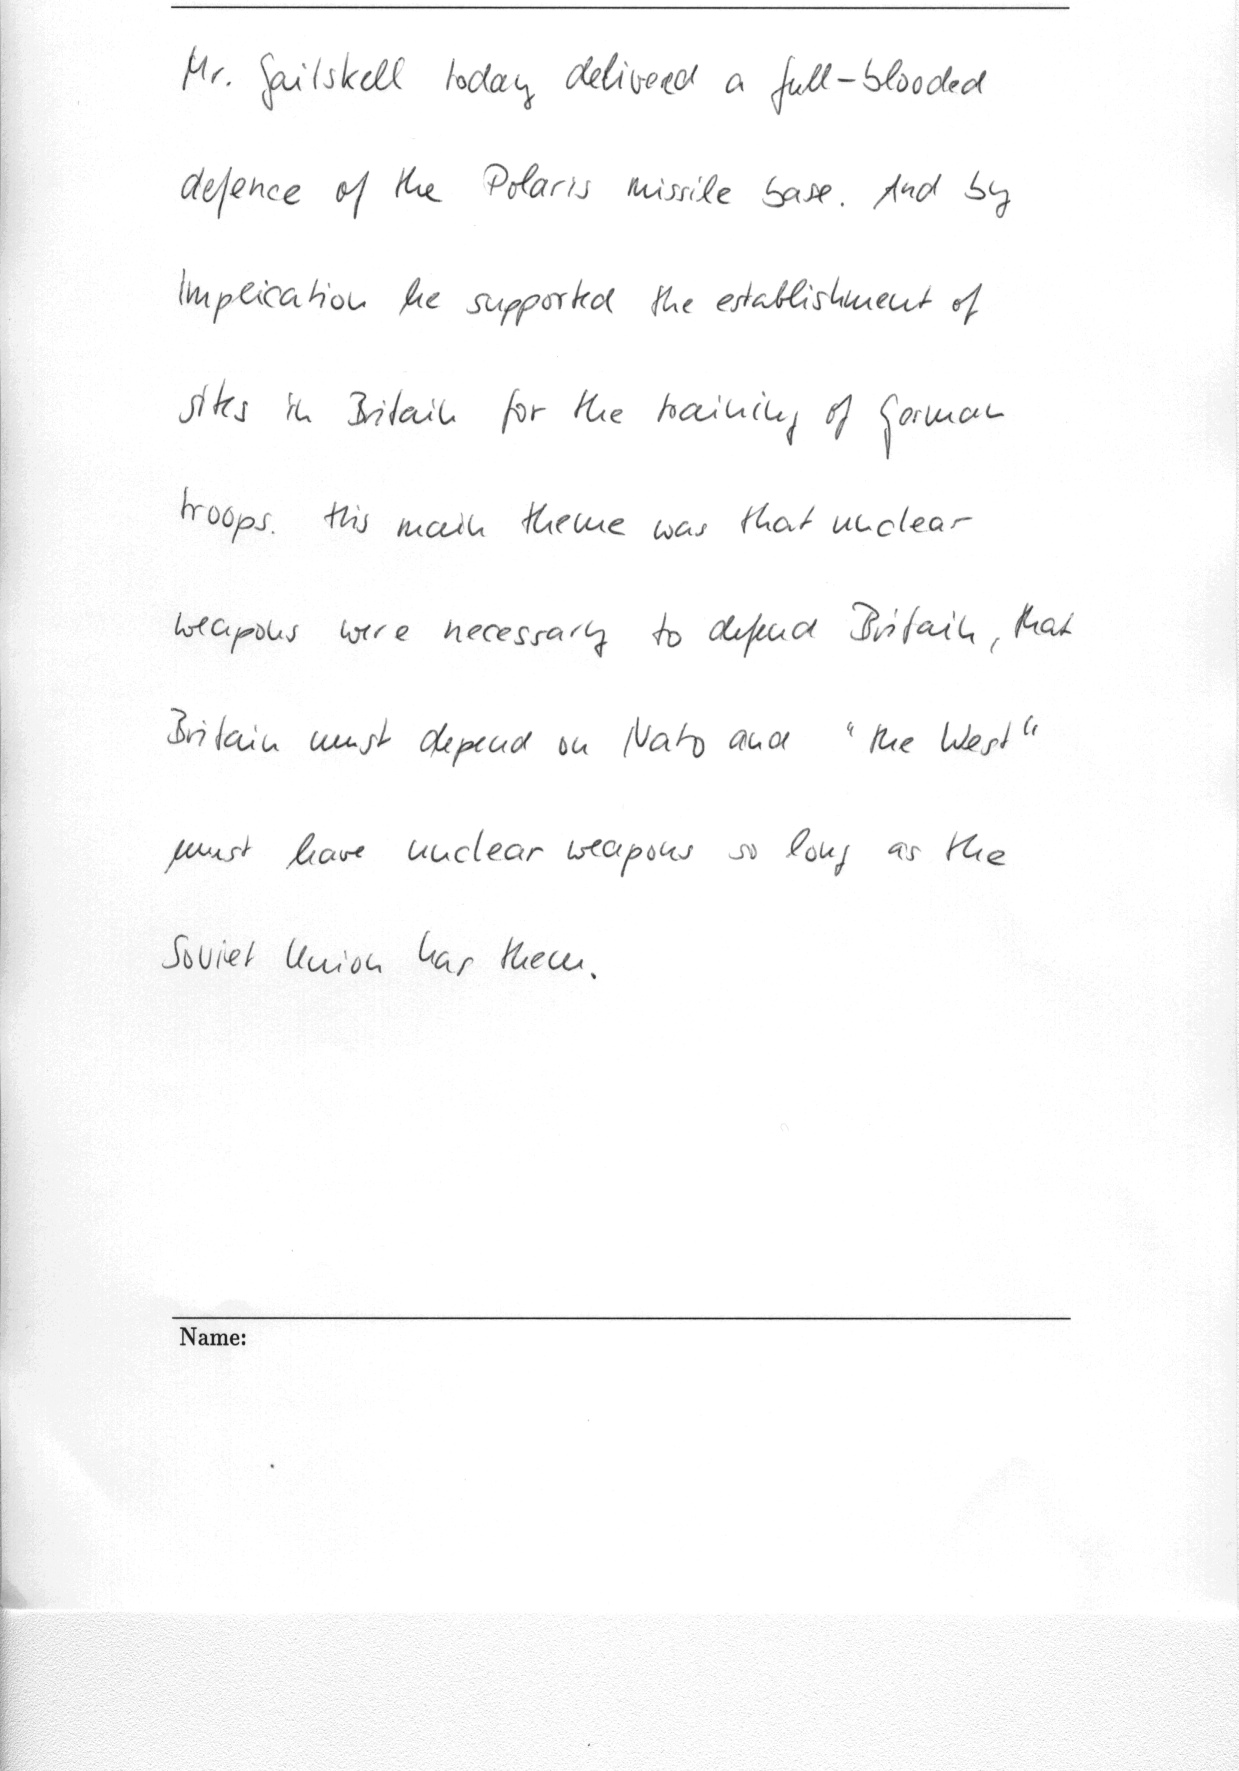 Mr. Gailskell today delivered a full-blooded
defence of the Polaris missile base. And by
implication he supported the establishment of
sites in Britain for the training of German
troops. His main theme was that nuclear
weapons were necessary to defend Britain, that
Britain must depend on Nato and "the West"
must have nuclear weapons so long as the
Soviet Union has them.
Name: